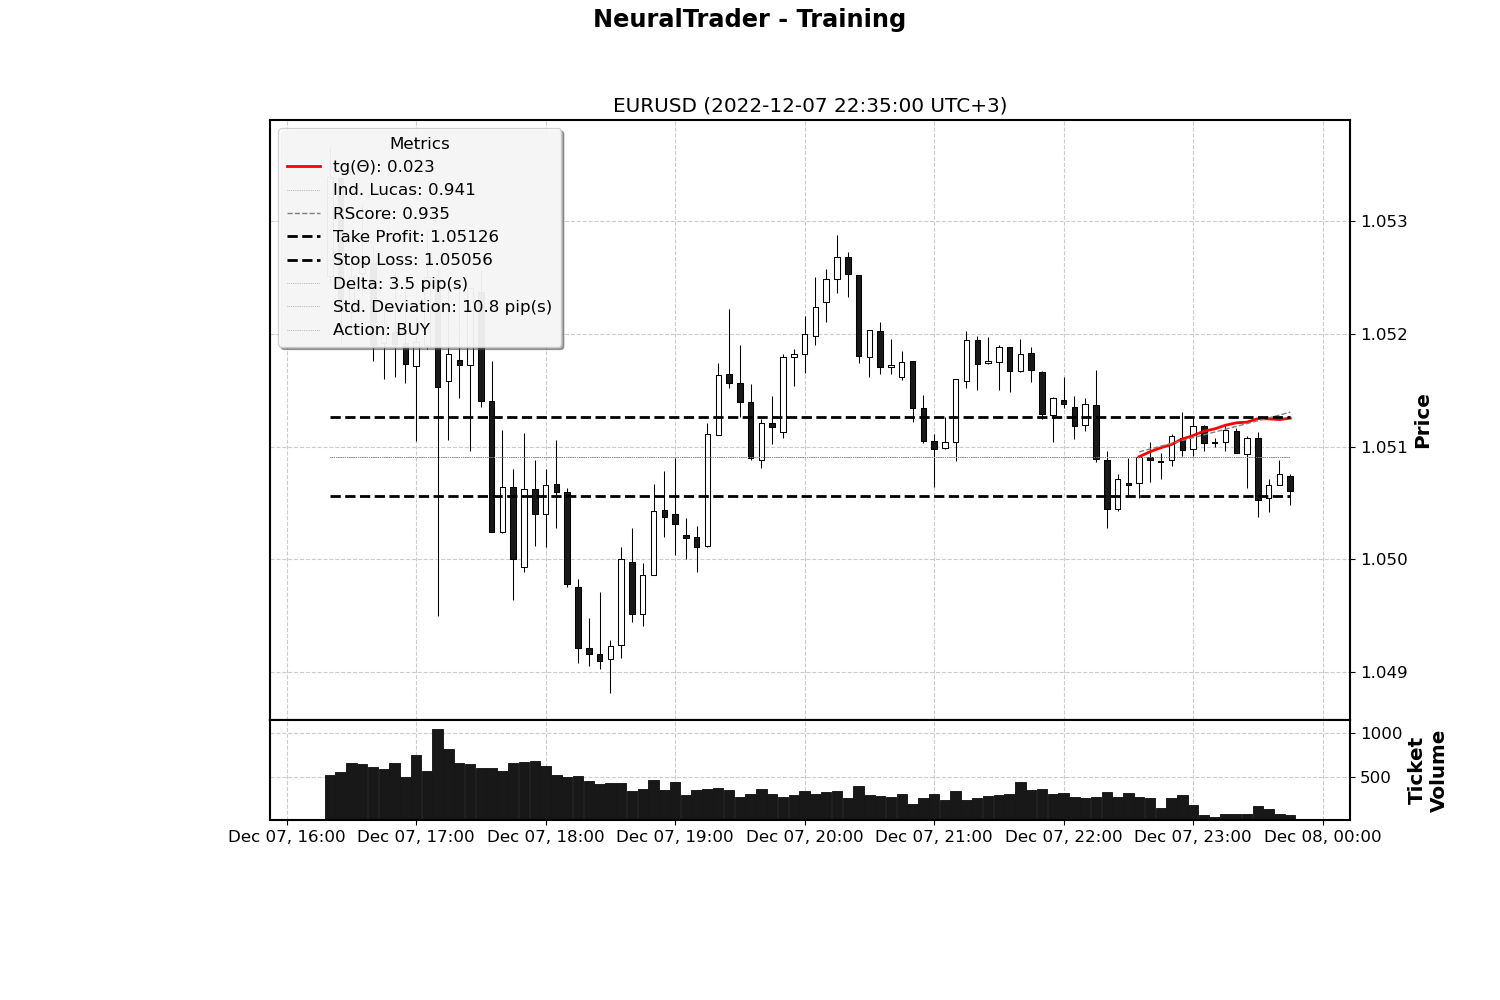 NeuralTrader - Training
EURUSD (2022-12-07 22:35:00 UTC+3)
Metrics
tg(Θ): 0.023
Ind. Lucas: 0.941
RScore: 0.935
Take Profit: 1.05126
Stop Loss: 1.05056
Delta: 3.5 pip(s)
Std. Deviation: 10.8 pip(s)
Action: BUY
1.053
1.052
1.051
1.050
1.049
Price
1000
500
Ticket
Volume
Dec 07, 16:00
Dec 07, 17:00
Dec 07, 18:00
Dec 07, 19:00
Dec 07, 20:00
Dec 07, 21:00
Dec 07, 22:00
Dec 07, 23:00
Dec 08, 00:00